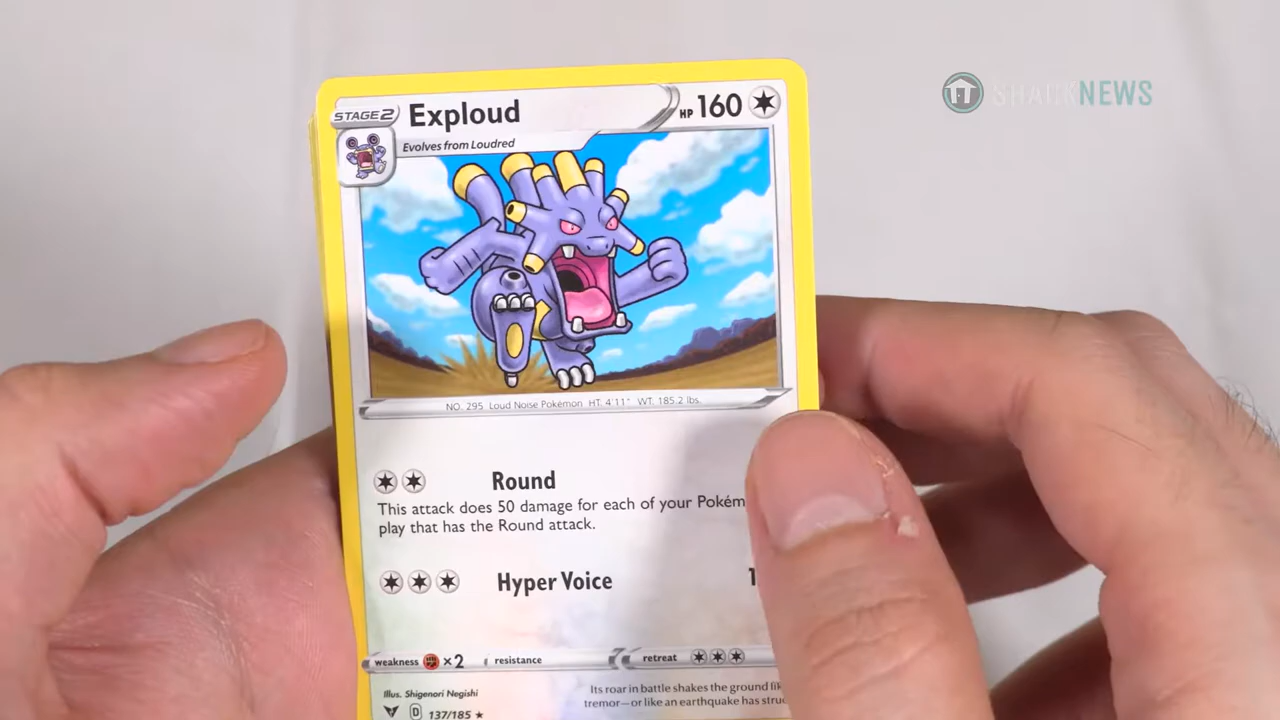 SHACKNEWS
STAGE2 Exploud HP 160
Evolves from Loudred
NO. 295 Loud Noise Pokémon HT: 4'11" WT: 185.2 lbs.
Round
This attack does 50 damage for each of your
play that has the Round attack.
Hyper Voice
weakness ×2 resistance retreat
Illus. Shigenori Negishi
Its roar in battle shakes the ground
tremor—or like an earthquake has
D 137/185 ★